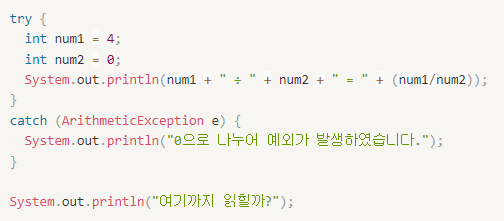 try {
  int num1 = 4;
  int num2 = 0;
  System.out.println(num1 + " ÷ " + num2 + " = " + (num1/num2));
}
catch (ArithmeticException e) {
  System.out.println("0으로 나누어 예외가 발생하였습니다.");
}

System.out.println("여기까지 읽힐까?");